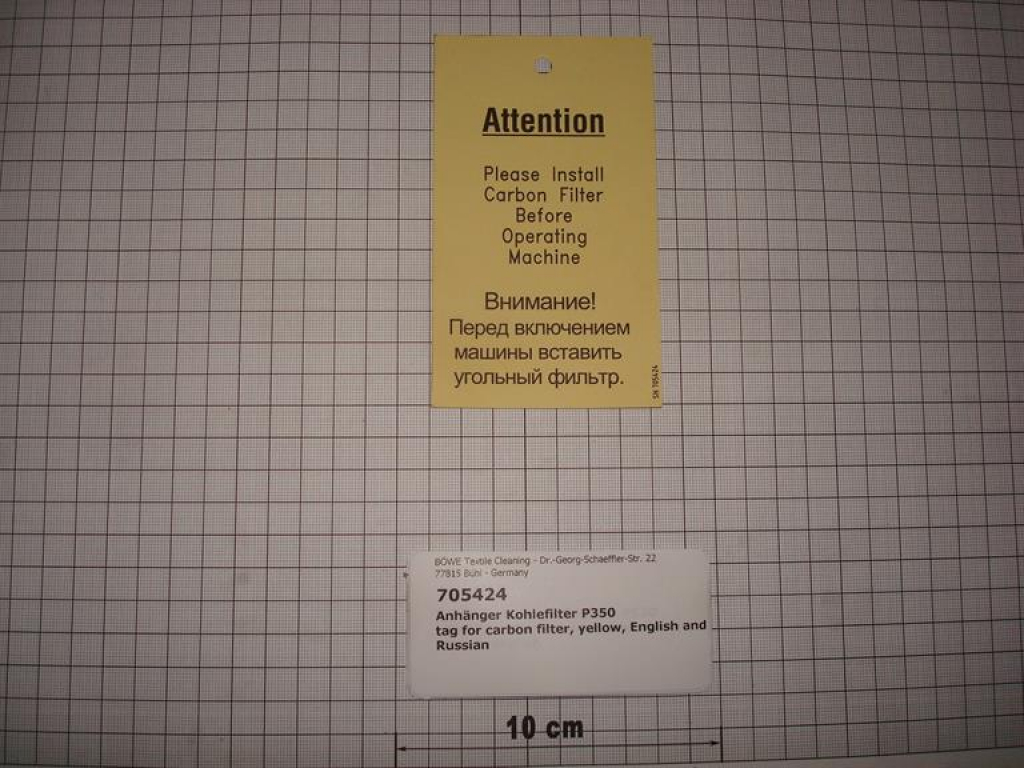 Attention
Please Install
Carbon Filter
Before
Operating
Machine
Внимание!
Перед включением
машины вставить
угольный фильтр.
SN 705424
BÖWE Textile Cleaning - Dr.-Georg-Schaeffler-Str. 22
77815 Bühl - Germany
705424
Anhänger Kohlefilter P350
tag for carbon filter, yellow, English and
Russian
10 cm